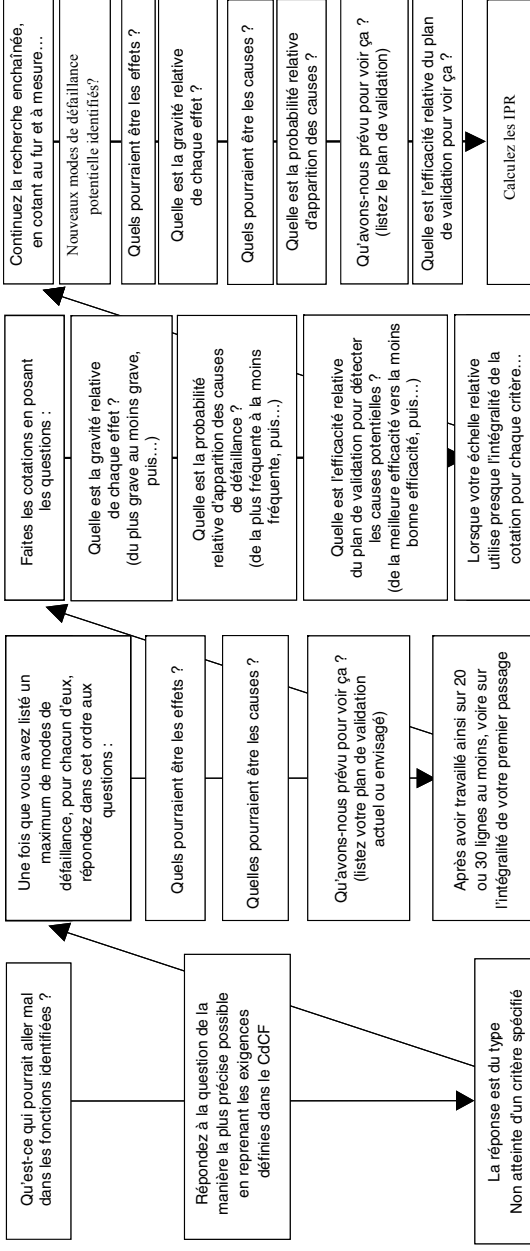 Qu'est-ce qui pourrait aller mal
dans les fonctions identifiées ?
Répondez à la question de la
manière la plus précise possible
en reprenant les exigences
définies dans le CdCF
La réponse est du type
Non atteinte d'un critère spécifié
Une fois que vous avez listé un
maximum de modes de
défaillance, pour chacun d'eux,
répondez dans cet ordre aux
questions :
Quels pourraient être les effets ?
Quelles pourraient être les causes ?
Qu'avons-nous prévu pour voir ça ?
(listez votre plan de validation
actuel ou envisagé)
Après avoir travaillé ainsi sur 20
ou 30 lignes au moins, voire sur
l'intégralité de votre premier passage
Faites les cotations en posant
les questions :
Quelle est la gravité relative
de chaque effet ?
(du plus grave au moins grave,
puis…)
Quelle est la probabilité
relative d'apparition des causes
de défaillance ?
(de la plus fréquente à la moins
fréquente, puis…)
Quelle est l'efficacité relative
du plan de validation pour détecter
les causes potentielles ?
(de la meilleure efficacité vers la moins
bonne efficacité, puis…)
Lorsque votre échelle relative
utilise presque l'intégralité de la
cotation pour chaque critère…
Continuez la recherche enchaînée,
en cotant au fur et à mesure…
Nouveaux modes de défaillance
potentielle identifiés?
Quels pourraient être les effets ?
Quelle est la gravité relative
de chaque effet ?
Quels pourraient être les causes ?
Quelle est la probabilité relative
d'apparition des causes ?
Qu'avons-nous prévu pour voir ça ?
(listez le plan de validation)
Quelle est l'efficacité relative du plan
de validation pour voir ça ?
Calculez les IPR